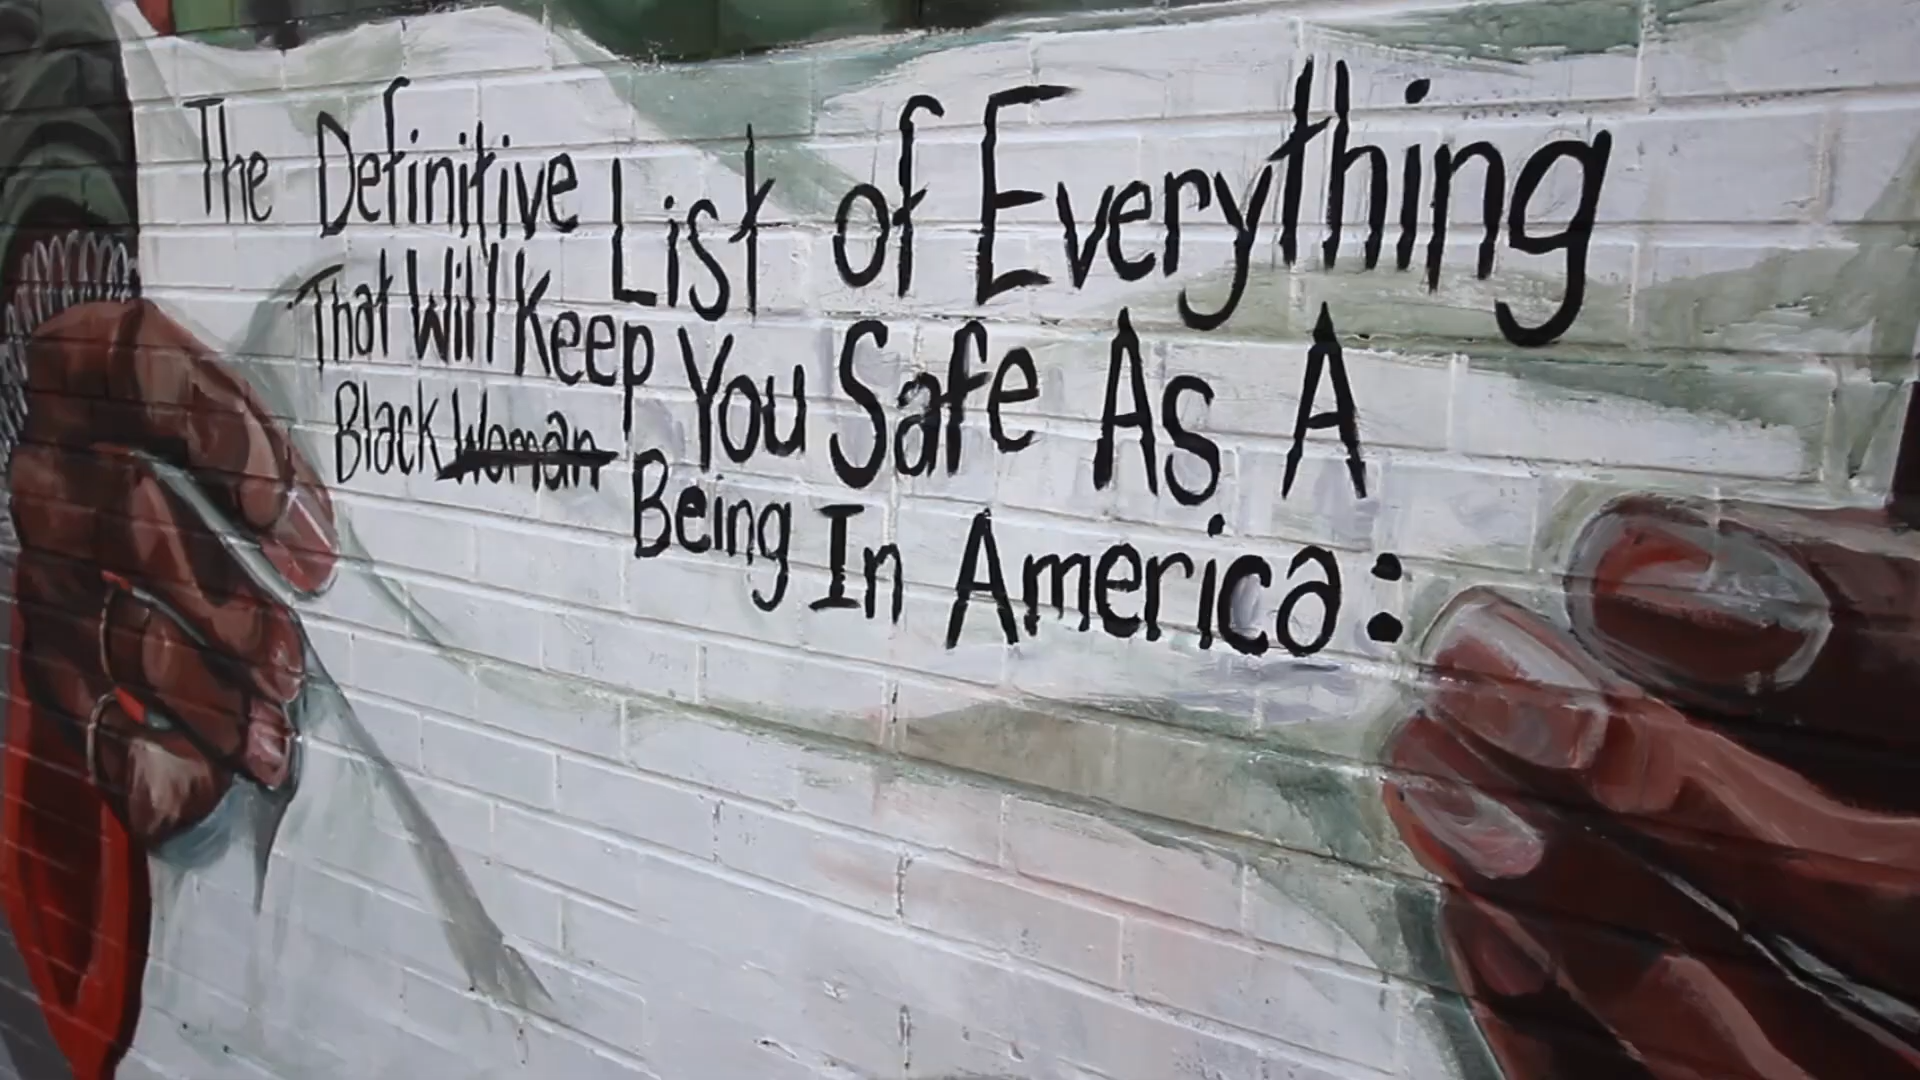 The Definitive List of Everything
That Will Keep You Safe As A
Black Woman Being In America: